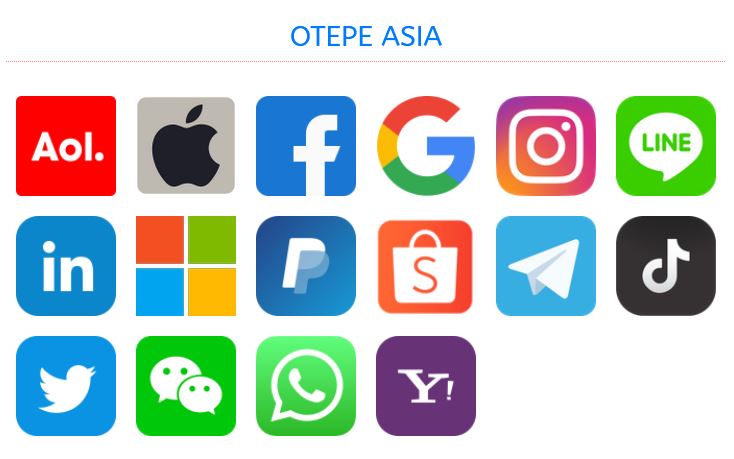 OTEPE ASIA
Aol.
LINE
in
S
Y!